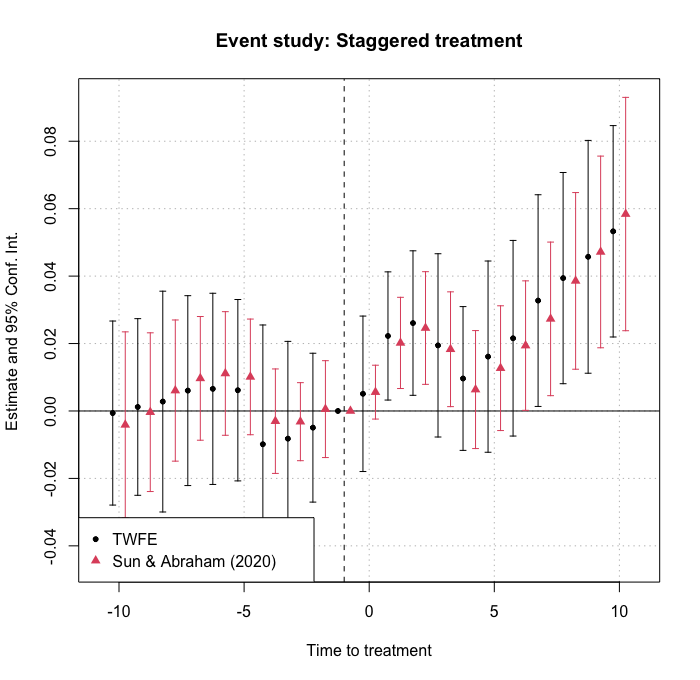 Event study: Staggered treatment
Estimate and 95% Conf. Int.
0.08
0.06
0.04
0.02
0.00
-0.02
-0.04
TWFE
Sun & Abraham (2020)
-10
-5
0
5
10
Time to treatment